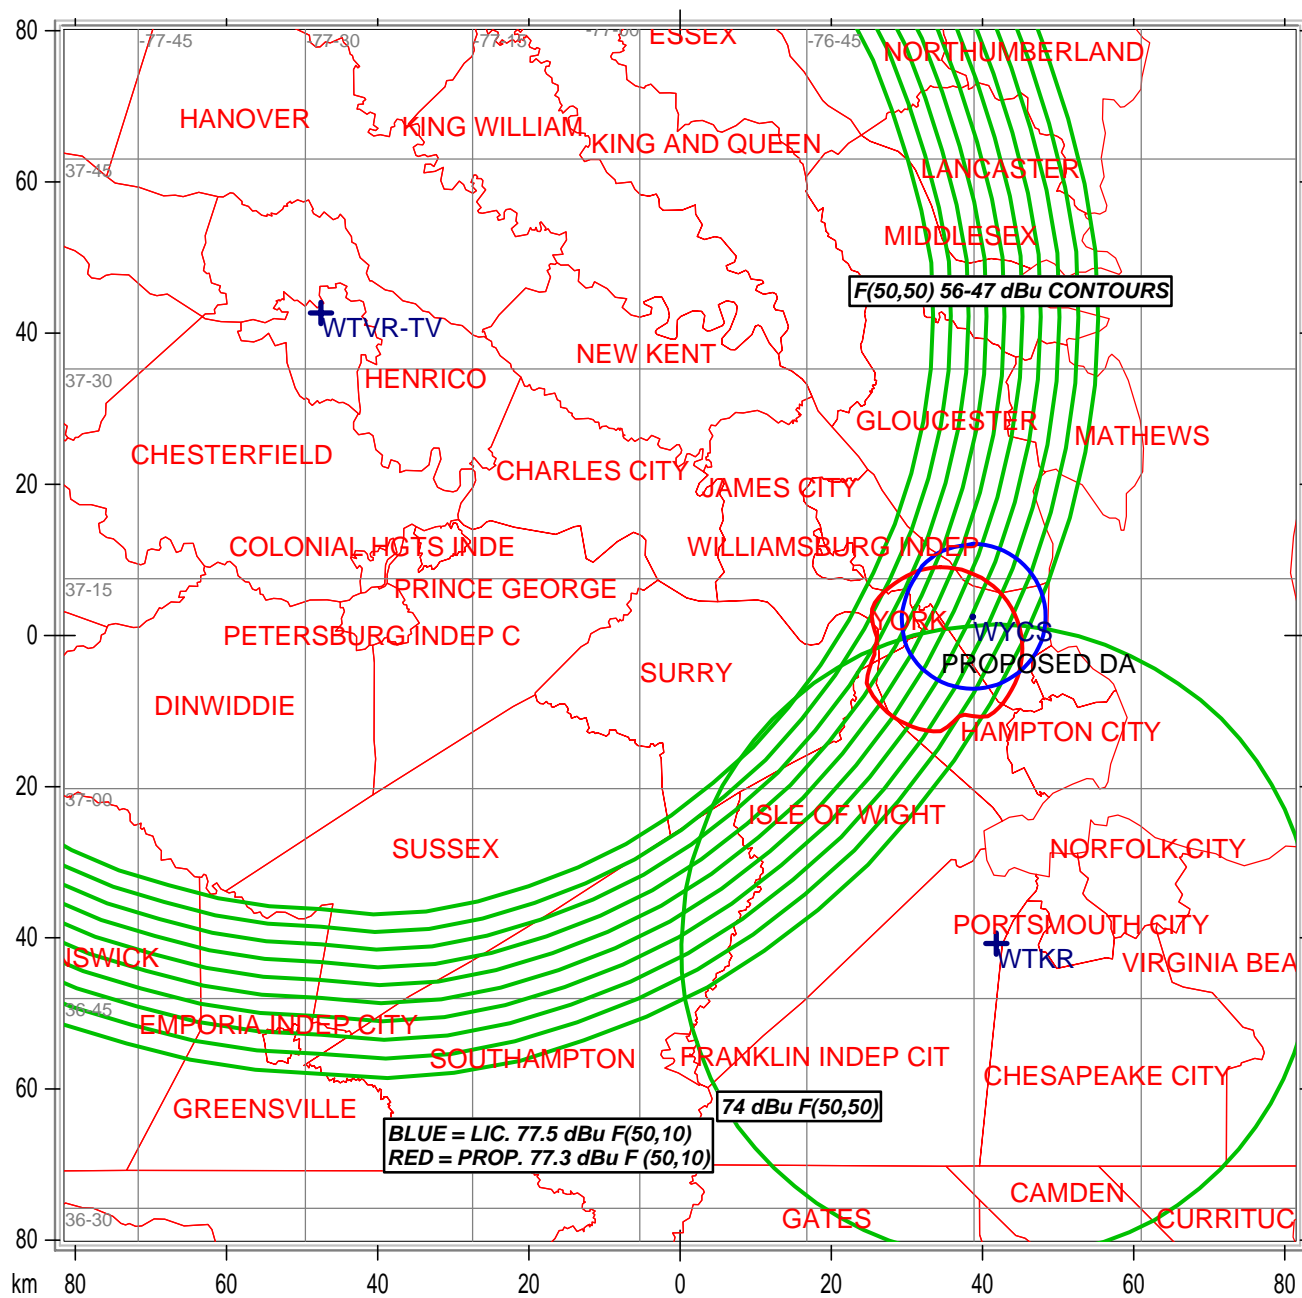 80
-77-45
-77-30
-77-15
-77-00
ESSEX
-76-45
NORTHUMBERLAND
HANOVER
KING WILLIAM
KING AND QUEEN
37-45
60
LANCASTER
MIDDLESEX
F(50,50) 56-47 dBu CONTOURS
WTVR-TV
40
NEW KENT
37-30
HENRICO
GLOUCESTER
MATHEWS
CHESTERFIELD
CHARLES CITY
JAMES CITY
20
COLONIAL HGTS INDE
WILLIAMSBURG INDEP
37-15
PRINCE GEORGE
YORK
WYCS
0
PETERSBURG INDEP C
PROPOSED DA
SURRY
DINWIDDIE
HAMPTON CITY
20
37-00
ISLE OF WIGHT
SUSSEX
NORFOLK CITY
PORTSMOUTH CITY
40
NSWICK
WTKR
VIRGINIA BEA
36-45
EMPORIA INDEP CITY
SOUTHAMPTON
FRANKLIN INDEP CIT
CHESAPEAKE CITY
60
GREENSVILLE
74 dBu F(50,50)
BLUE = LIC. 77.5 dBu F(50,10)
RED = PROP. 77.3 dBu F (50,10)
CAMDEN
36-30
GATES
CURRITUC
80
km 80 60 40 20 0 20 40 60 80